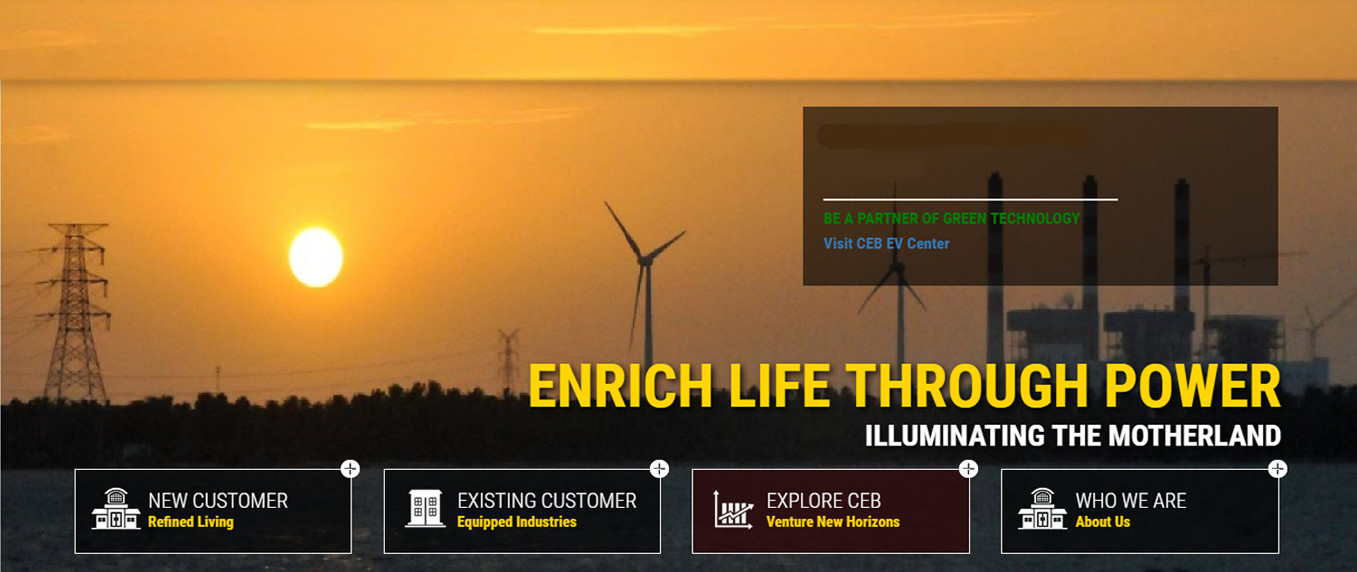 BE A PARTNER OF GREEN TECHNOLOGY
Visit CEB EV Center
ENRICH LIFE THROUGH POWER
ILLUMINATING THE MOTHERLAND
NEW CUSTOMER
Refined Living
EXISTING CUSTOMER
Equipped Industries
EXPLORE CEB
Venture New Horizons
WHO WE ARE
About Us